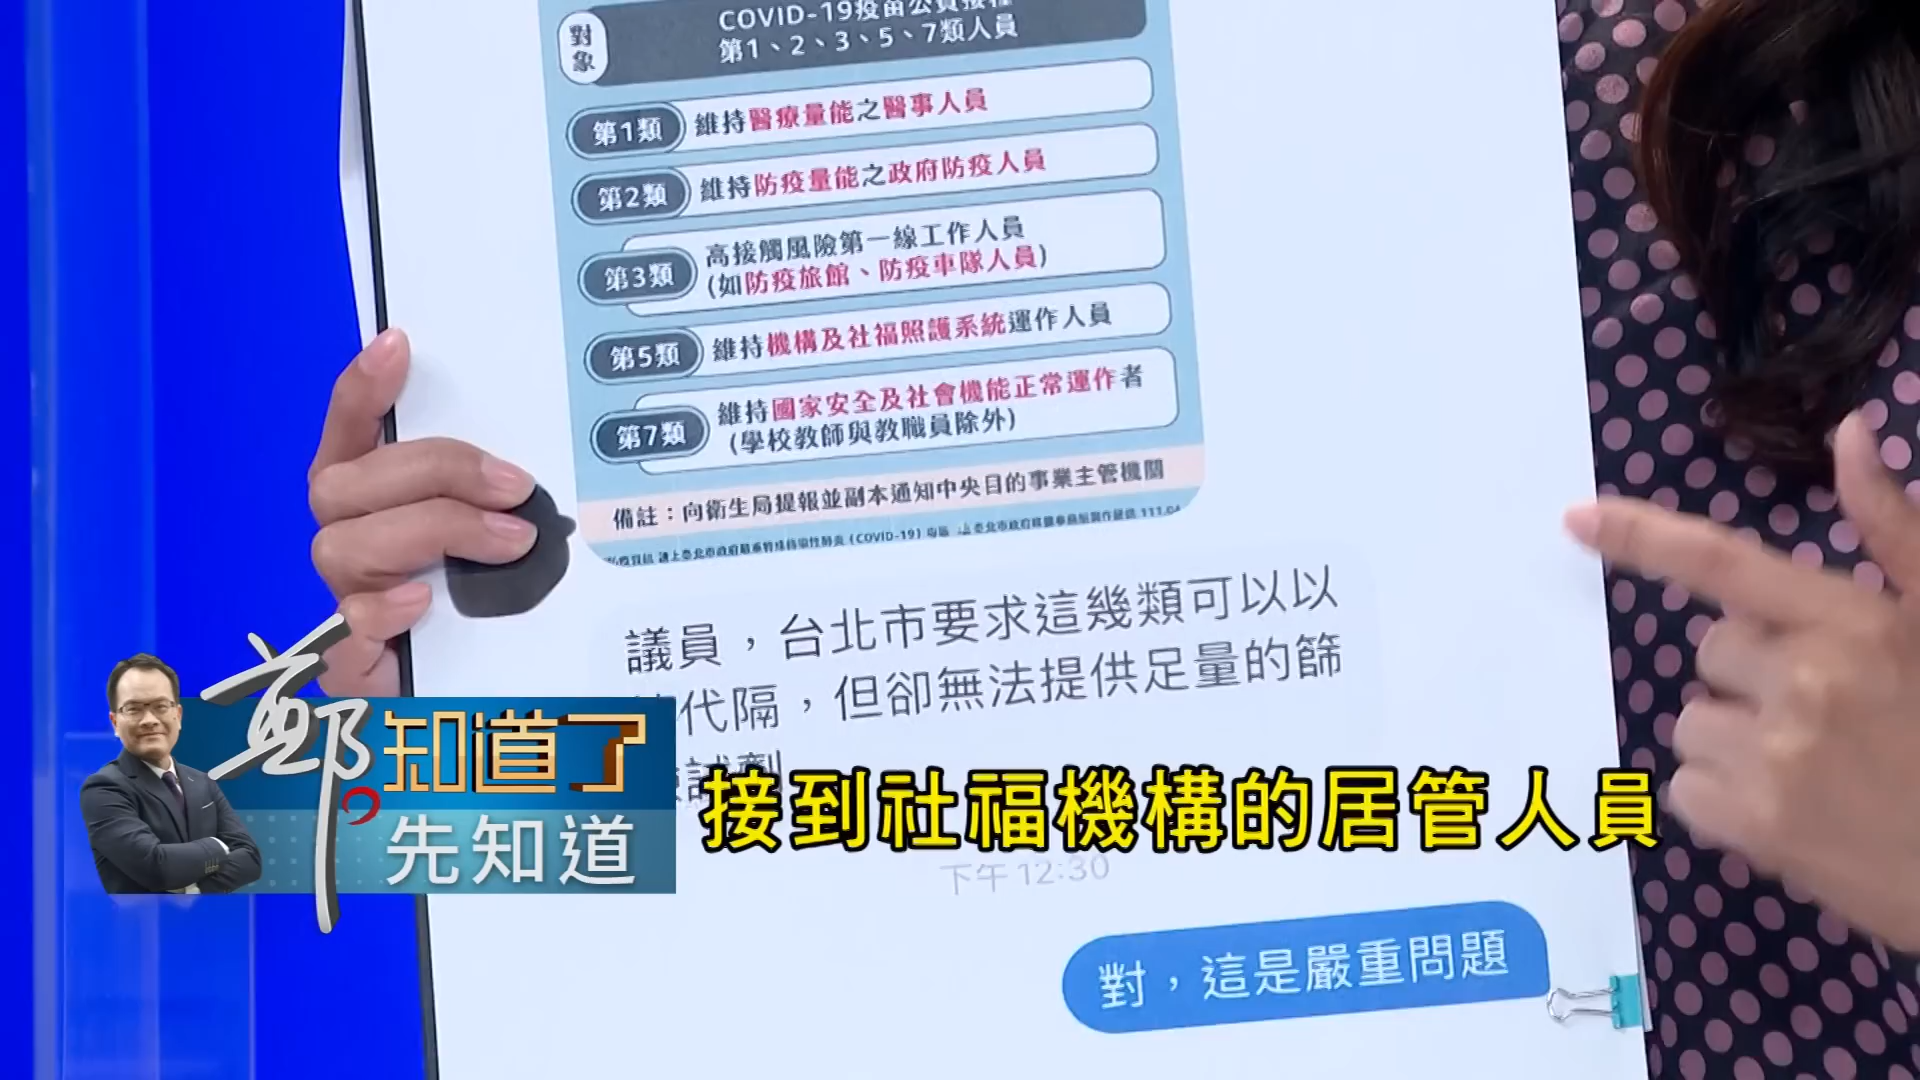 對象
COVID-19疫苗公費接種
第1、2、3、5、7類人員
第1類 維持醫療量能之醫事人員
第2類 維持防疫量能之政府防疫人員
第3類 高接觸風險第一線工作人員
(如防疫旅館、防疫車隊人員)
第5類 維持機構及社福照護系統運作人員
第7類 維持國家安全及社會機能正常運作者
(學校教師與教職員除外)
備註：向衛生局提報並副本通知中央目的事業主管機關
議員，台北市要求這幾類可以以
代隔，但卻無法提供足量的篩
試劑
鄭知道了
先知道
接到社福機構的居管人員
下午 12:30
對，這是嚴重問題